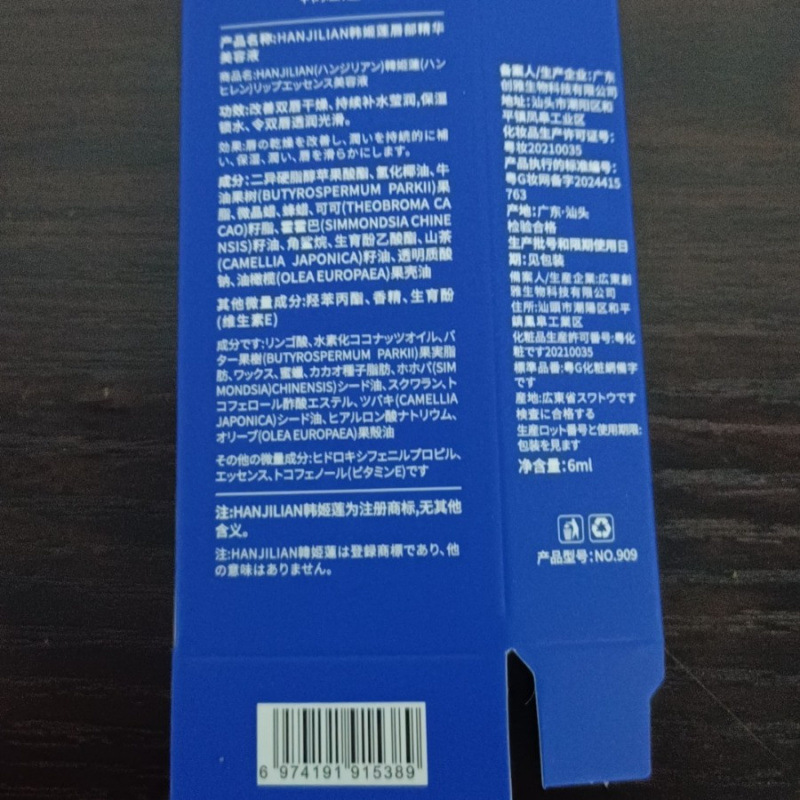 产品名称:HANJILIAN韩姬莲唇部精华
美容液
商品名:HANJILIAN(ハンジリアン)韓姫蓮(ハン
ヒレン)リップエッセンス美容液
功效:改善双唇干燥、持续补水莹润,保湿
锁水、令双唇透润光滑。
効果:唇の乾燥を改善し、潤いを持続的に補
い、保湿、潤い、唇を滑らかにします。
成分:二异硬脂醇苹果酸酯、氢化椰油、牛
油果树(BUTYROSPERMUM PARKII)果
脂、微晶蜡、蜂蜡、可可(THEOBROMA CA
CAO)籽脂、霍霍巴(SIMMONDSIA CHINE
NSIS)籽油、角鲨烷、生育酚乙酸酯、山茶
(CAMELLIA JAPONICA)籽油、透明质酸
钠、油橄榄(OLEA EUROPAEA)果壳油
其他微量成分:羟苯丙酯、香精、生育酚
(维生素E)
成分です:リンゴ酸、水素化ココナッツオイル、バ
ター果樹(BUTYROSPERMUM PARKII)果実脂
肪、ワックス、蜜蠟、カカオ種子脂肪、ホホバ(SIM
MONDSIA)CHINENSIS)シード油、スクワラン、ト
コフェロール酢酸エステル、ツバキ(CAMELLIA
JAPONICA)シード油、ヒアルロン酸ナトリウム、
オリーブ(OLEA EUROPAEA)果殻油
その他の微量成分:ヒドロキシフェニルプロピル、
エッセンス、トコフェノール(ビタミンE)です
注:HANJILIAN韩姬莲为注册商标,无其他
含义。
注:HANJILIAN韓姫蓮は登録商標であり、他
の意味はありません。
6 974191 915389
备案人/生产企业:广东
创雅生物科技有限公司
地址:汕头市潮阳区和
平镇凤皋工业区
化妆品生产许可证号:
粤妆20210035
产品执行的标准编号:
粤G妆网备字2024415
763
产地:广东·汕头
检验合格
生产批号和限期使用日
期:见包装
備案人/生産企業:広東創
雅生物科技有限公司
住所:汕頭市潮陽区和平
鎮鳳皋工業区
化粧品生産許可番号:粤化
粧です20210035
標準品番:粤G化粧網備字
です
産地:広東省スワトウです
検査に合格する
生産ロット番号と使用期限:
包装を見ます
净含量:6ml
产品型号:NO.909